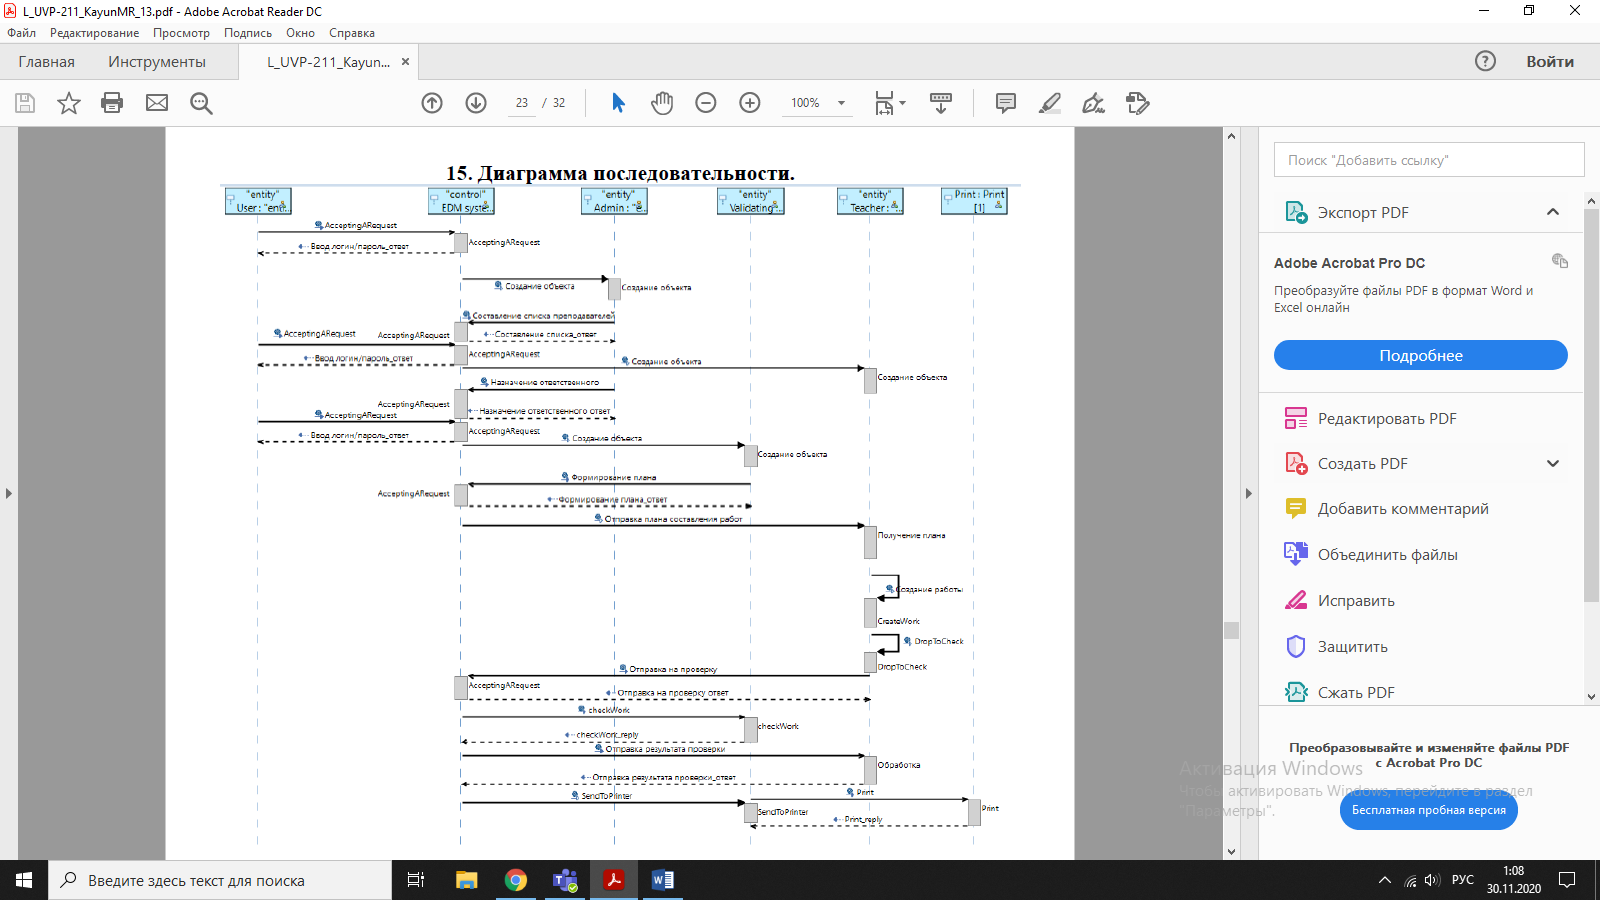 L_UVP-211_KayunMR_13.pdf - Adobe Acrobat Reader DC
Файл Редактирование Просмотр Подпись Окно Справка
Главная Инструменты L_UVP-211_Kayun... × Войти
23 / 32 100%
15. Диаграмма последовательности.
"entity" "control" "entity" "entity" "entity" Print : Print
User : "enti... EDM syste... Admin : "e... Validating... Teacher : ... [1]
AcceptingARequest
AcceptingARequest
Ввод логин/пароль_ответ
Создание объекта
Создание объекта
Составление списка преподавателей
AcceptingARequest AcceptingARequest Составление списка_ответ
AcceptingARequest
Ввод логин/пароль_ответ Создание объекта
Создание объекта
Назначение ответственного
AcceptingARequest
AcceptingARequest Назначение ответственного ответ
AcceptingARequest
Ввод логин/пароль_ответ Создание объекта
Создание объекта
Формирование плана
AcceptingARequest
Формирование плана_ответ
Отправка плана составления работ
Получение плана
Создание работы
CreateWork
DropToCheck
DropToCheck
Отправка на проверку
AcceptingARequest
Отправка на проверку ответ
checkWork
checkWork
checkWork_reply
Отправка результата проверки
Обработка
Отправка результата проверки_ответ
SendToPrinter Print
SendToPrinter Print
Print_reply
Поиск "Добавить ссылку"
Экспорт PDF
Adobe Acrobat Pro DC
Преобразуйте файлы PDF в формат Word и
Excel онлайн
Подробнее
Редактировать PDF
Создать PDF
Добавить комментарий
Объединить файлы
Исправить
Защитить
Сжать PDF
Преобразовывайте и изменяйте файлы PDF
с Acrobat Pro DC
Активация Windows
Чтобы активировать Windows, перейдите в раздел
"Параметры".
Бесплатная пробная версия
Введите здесь текст для поиска
РУС
1:08
30.11.2020